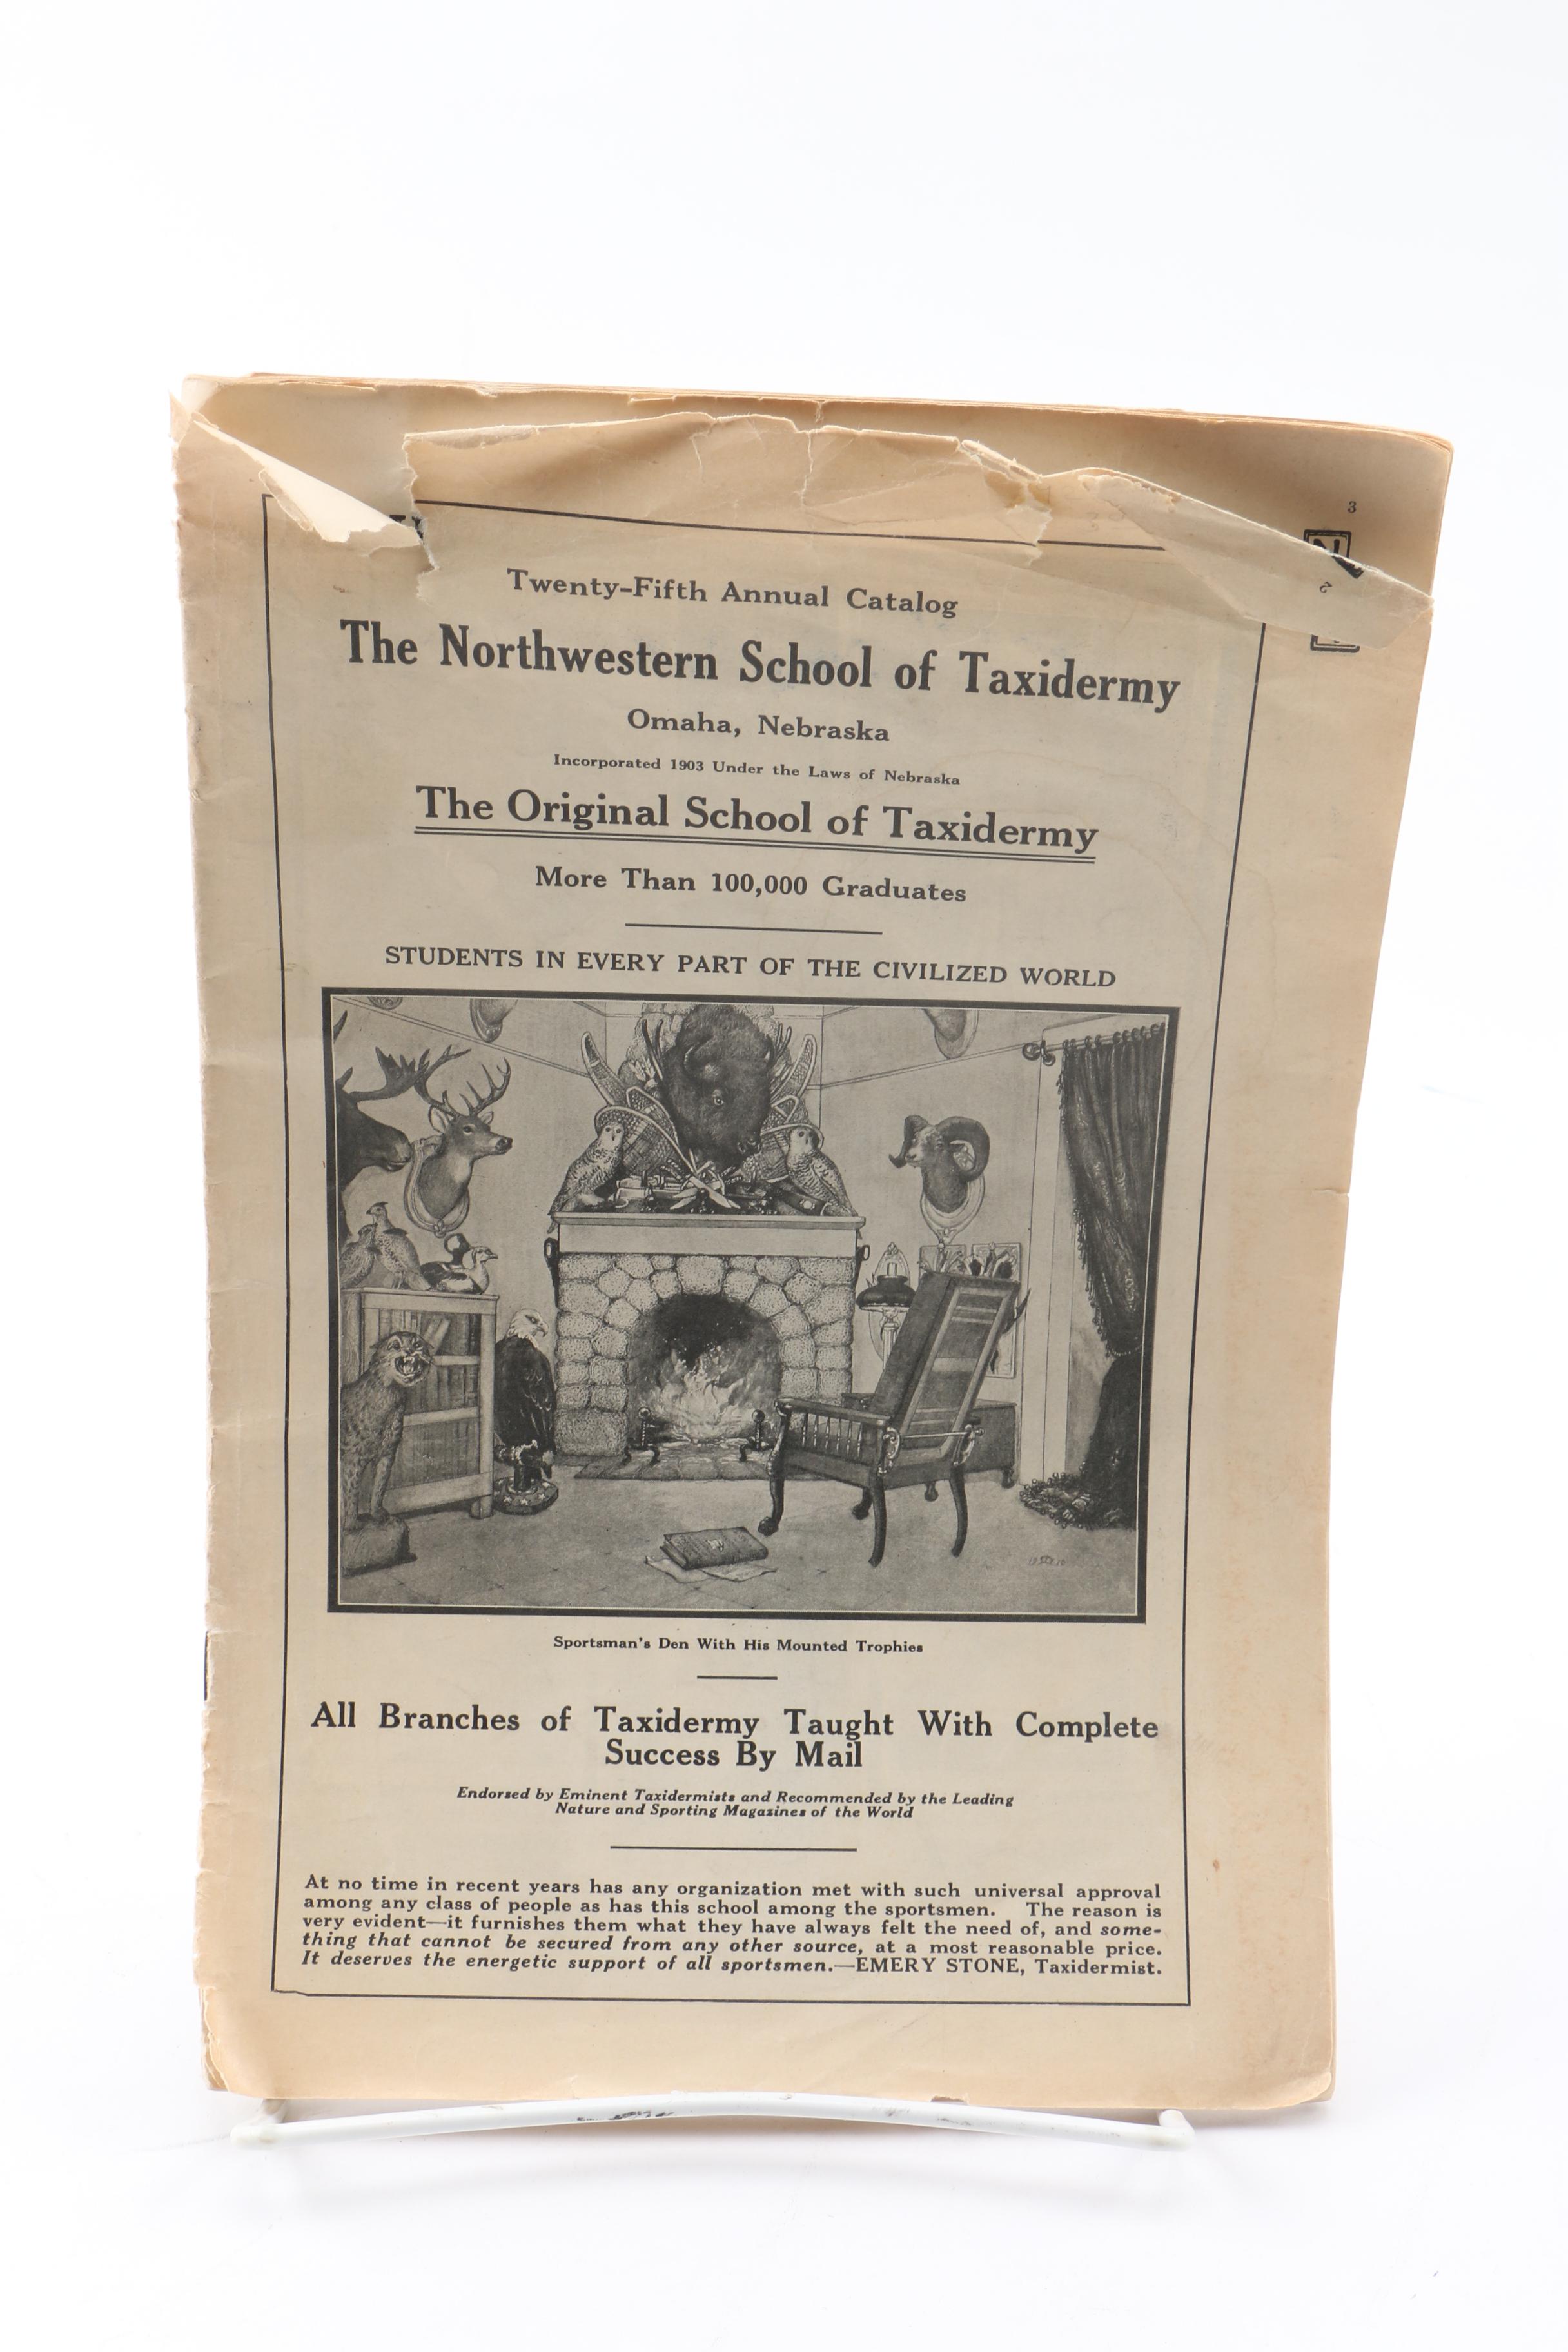 3
N
2
Twenty-Fifth Annual Catalog
The Northwestern School of Taxidermy
Omaha, Nebraska
Incorporated 1903 Under the Laws of Nebraska
The Original School of Taxidermy
More Than 100,000 Graduates
STUDENTS IN EVERY PART OF THE CIVILIZED WORLD
Sportsman's Den With His Mounted Trophies
All Branches of Taxidermy Taught With Complete
Success By Mail
Endorsed by Eminent Taxidermists and Recommended by the Leading
Nature and Sporting Magazines of the World
At no time in recent years has any organization met with such universal approval
among any class of people as has this school among the sportsmen. The reason is
very evident—it furnishes them what they have always felt the need of, and some-
thing that cannot be secured from any other source, at a most reasonable price.
It deserves the energetic support of all sportsmen.—EMERY STONE, Taxidermist.